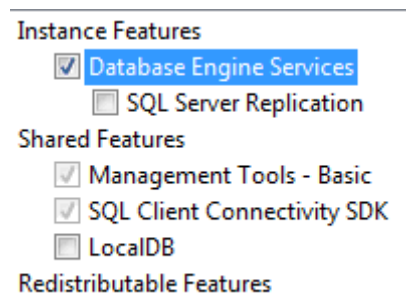 Instance Features
Database Engine Services
SQL Server Replication
Shared Features
Management Tools - Basic
SQL Client Connectivity SDK
LocalDB
Redistributable Features